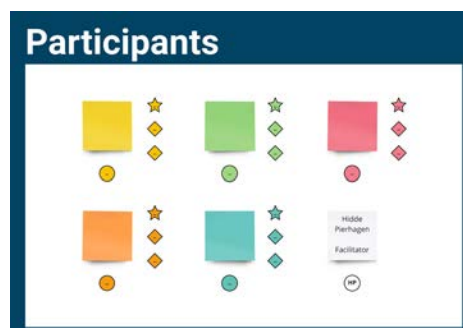 Participants
Hidde
Pierhagen
Facilitator
HP